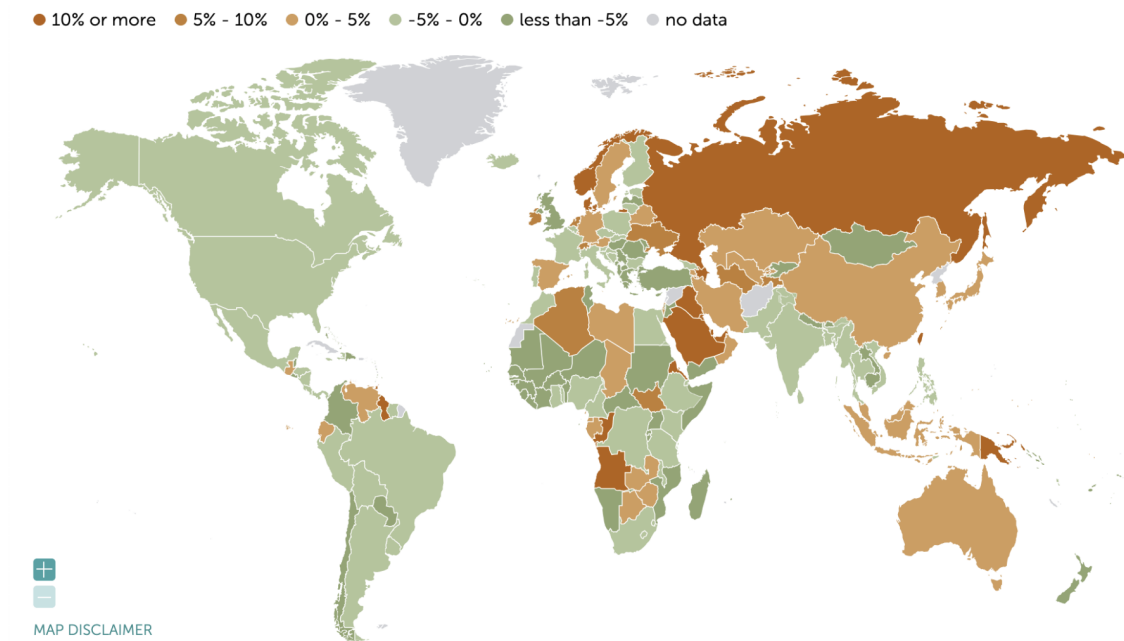 10% or more 5% - 10% 0% - 5% -5% - 0% less than -5% no data
+
−
MAP DISCLAIMER